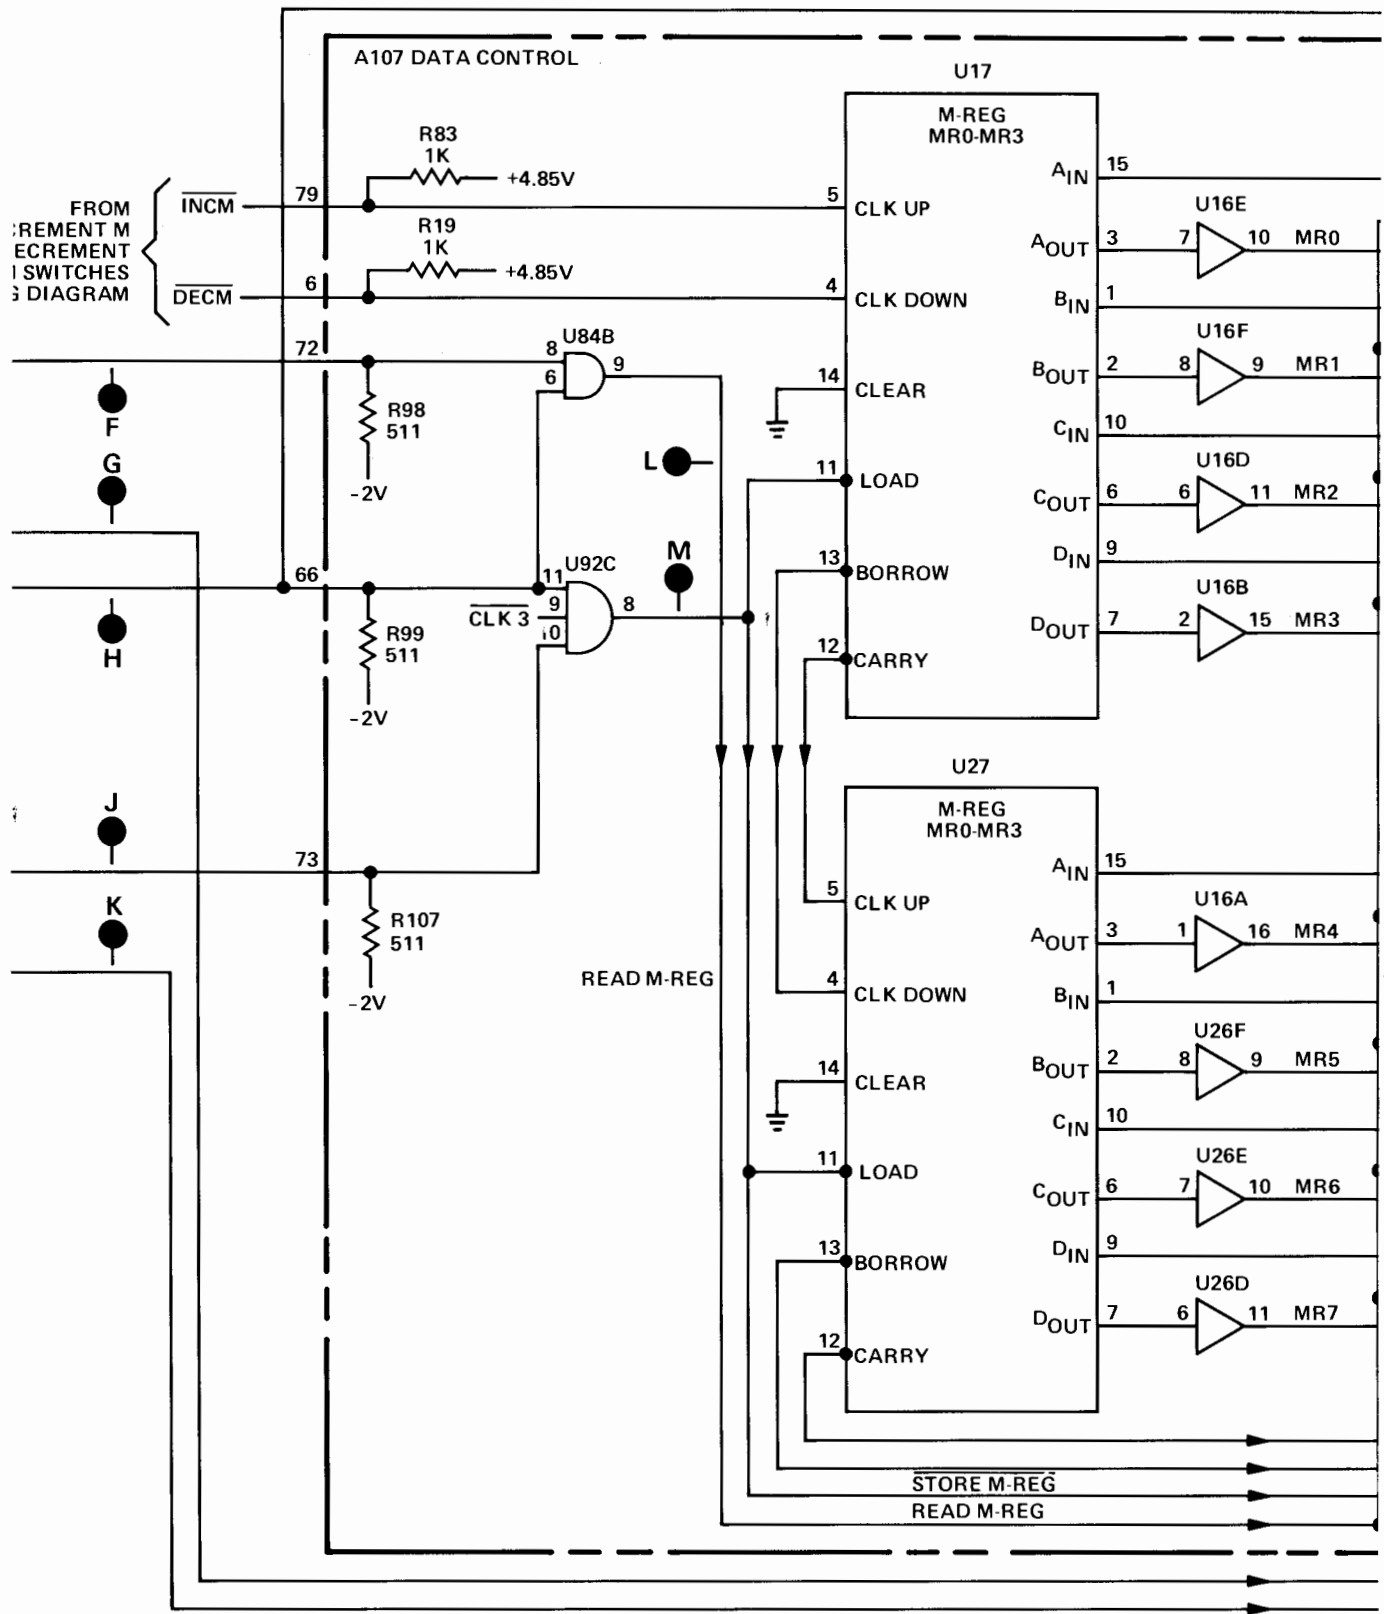 A107 DATA CONTROL
U17
M-REG
MR0-MR3
R83
1K
+4.85V
AIN 15
FROM
CREMENT M
ECREMENT
SWITCHES
G DIAGRAM
INCM
79
5 CLK UP
U16E
R19
1K
+4.85V
AOUT 3
7
10 MR0
DECM
6
4 CLK DOWN
BIN 1
U84B
U16F
72
8
6
9
BOUT 2
8
9 MR1
14 CLEAR
F
R98
511
CIN 10
G
L
U16D
11 LOAD
-2V
COUT 6
6
11 MR2
M
DIN 9
U92C
13 BORROW
U16B
66
11
CLK 3
9
10
8
DOUT 7
2
15 MR3
H
R99
511
12 CARRY
-2V
U27
M-REG
MR0-MR3
J
73
AIN 15
K
5 CLK UP
U16A
R107
511
AOUT 3
1
16 MR4
READ M-REG
4 CLK DOWN
BIN 1
-2V
U26F
BOUT 2
8
9 MR5
14 CLEAR
CIN 10
U26E
11 LOAD
COUT 6
7
10 MR6
DIN 9
13 BORROW
U26D
DOUT 7
6
11 MR7
12 CARRY
STORE M-REG
READ M-REG